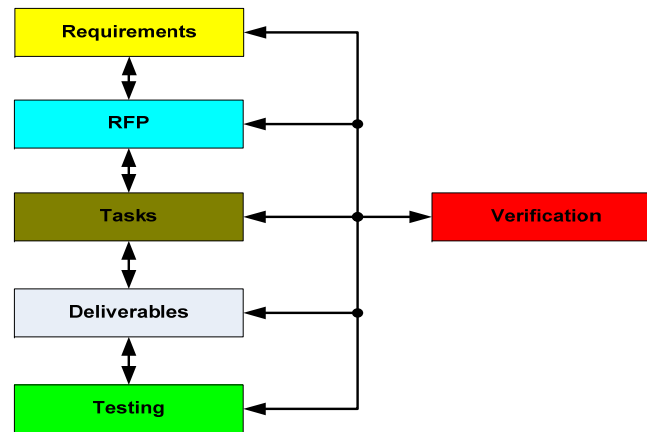 Requirements
RFP
Tasks
Verification
Deliverables
Testing